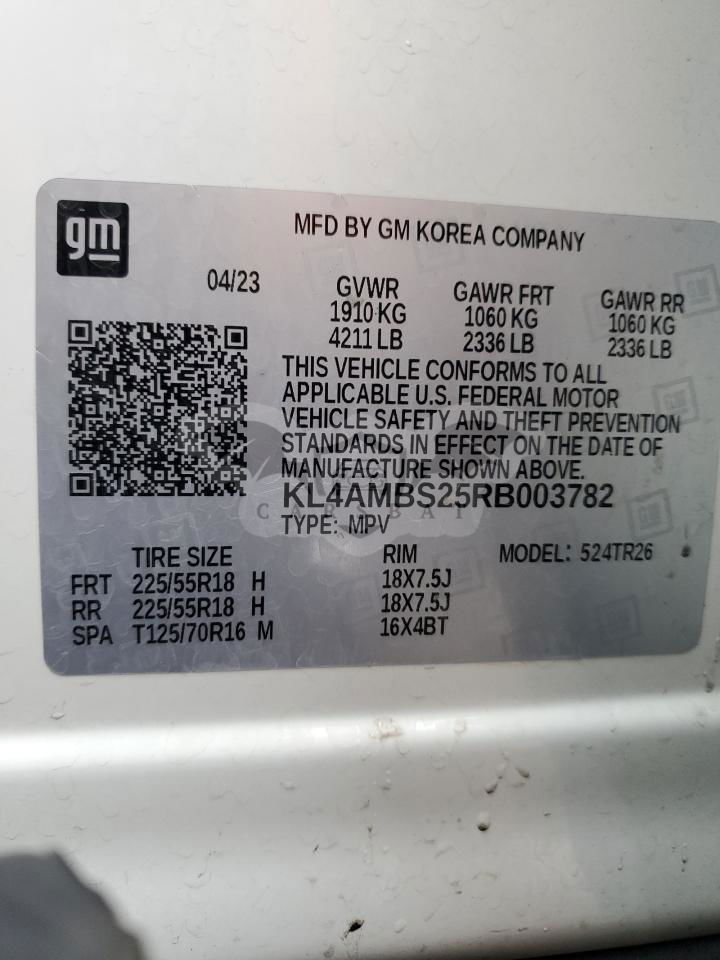 gm
MFD BY GM KOREA COMPANY
04/23 GVWR GAWR FRT GAWR RR
1910 KG 1060 KG 1060 KG
4211 LB 2336 LB 2336 LB
THIS VEHICLE CONFORMS TO ALL
APPLICABLE U.S. FEDERAL MOTOR
VEHICLE SAFETY AND THEFT PREVENTION
STANDARDS IN EFFECT ON THE DATE OF
MANUFACTURE SHOWN ABOVE.
KL4AMBS25RB003782
CARSBAT
TYPE: MPV
TIRE SIZE RIM MODEL: 524TR26
FRT 225/55R18 H 18X7.5J
RR 225/55R18 H 18X7.5J
SPA T125/70R16 M 16X4BT